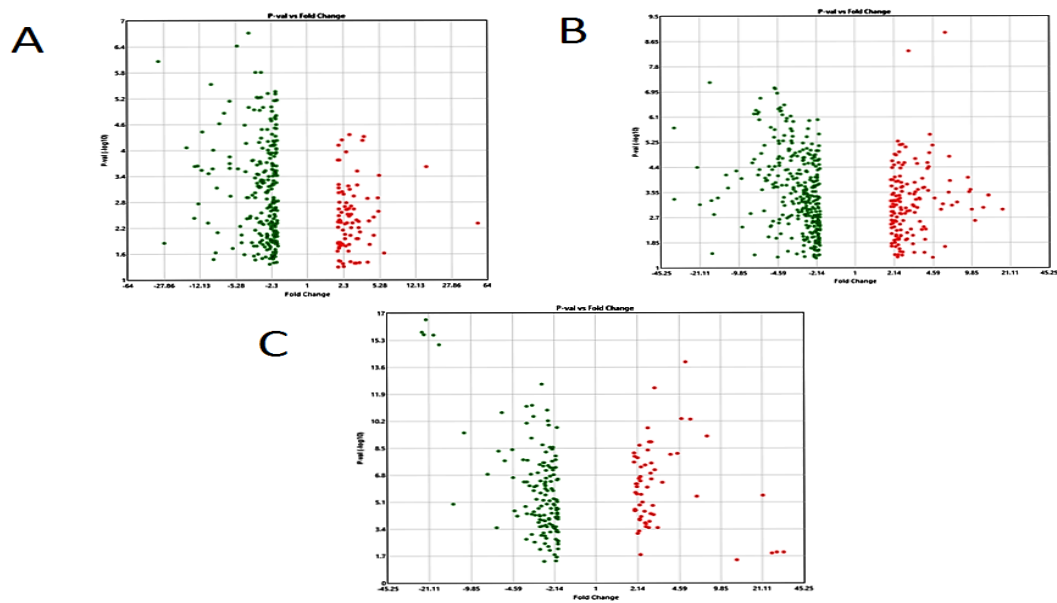 A
P-val vs Fold Change
7
6.4
5.8
5.2
4.6
4
3.4
2.8
2.2
1.6
1
P-val (-log10)
-64 -27.86 -12.13 -5.28 -2.3 1 2.3 5.28 12.13 27.86 64
Fold Change
B
P-val vs Fold Change
9.5
8.65
7.8
6.95
6.1
5.25
4.4
3.55
2.7
1.85
1
P-val (-log10)
-45.25 -21.11 -9.85 -4.59 -2.14 1 2.14 4.59 9.85 21.11 45.25
Fold Change
C
P-val vs Fold Change
17
15.3
13.6
11.9
10.2
8.5
6.8
5.1
3.4
1.7
0
P-val (-log10)
-45.25 -21.11 -9.85 -4.59 -2.14 1 2.14 4.59 9.85 21.11 45.25
Fold Change